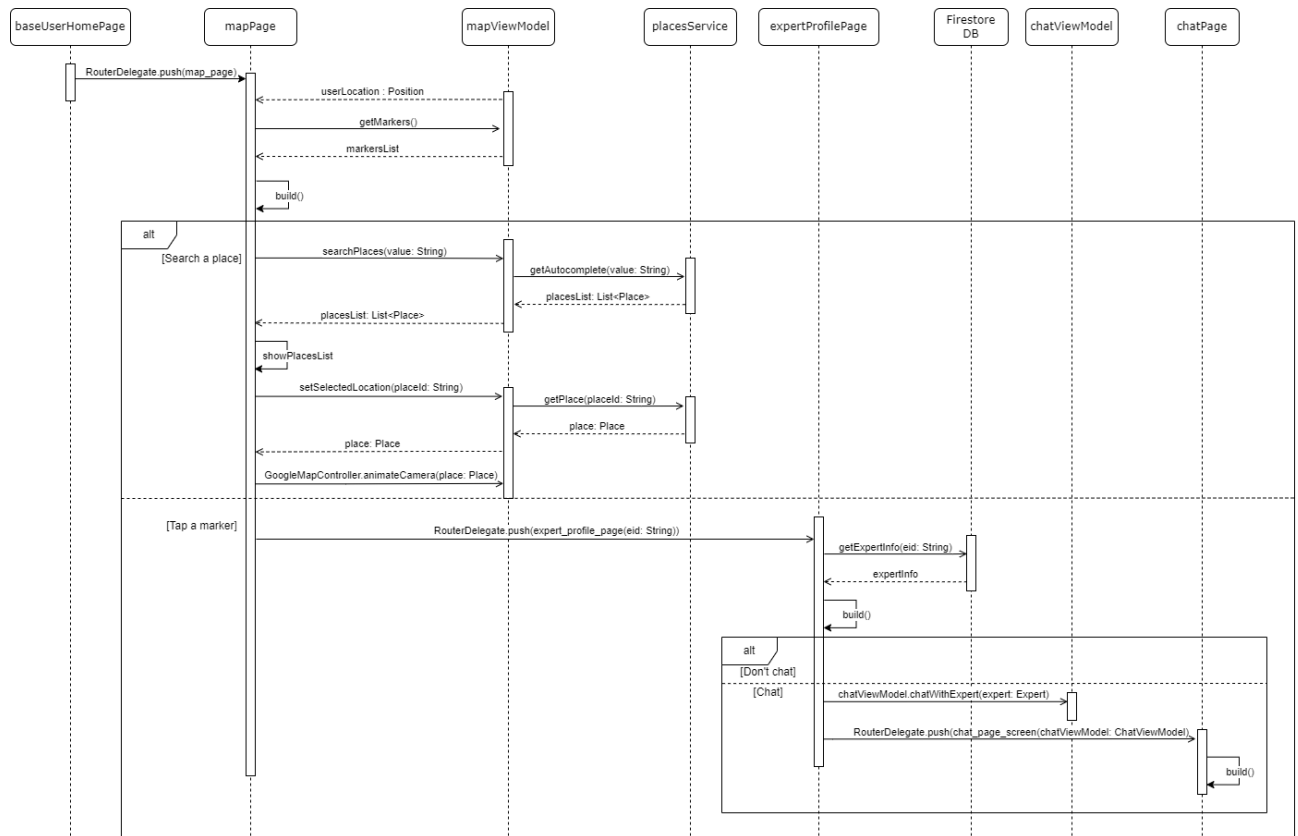 baseUserHomePage
mapPage
mapViewModel
placesService
expertProfilePage
Firestore
DB
chatViewModel
chatPage
RouterDelegate.push(map_page)
userLocation : Position
getMarkers()
markersList
build()
alt
[Search a place]
searchPlaces(value: String)
getAutocomplete(value: String)
placesList: List<Place>
placesList: List<Place>
showPlacesList
setSelectedLocation(placeId: String)
getPlace(placeId: String)
place: Place
place: Place
GoogleMapController.animateCamera(place: Place)
[Tap a marker]
RouterDelegate.push(expert_profile_page(eid: String))
getExpertInfo(eid: String)
expertInfo
build()
alt
[Don't chat]
[Chat]
chatViewModel.chatWithExpert(expert: Expert)
RouterDelegate.push(chat_page_screen(chatViewModel: ChatViewModel)
build()